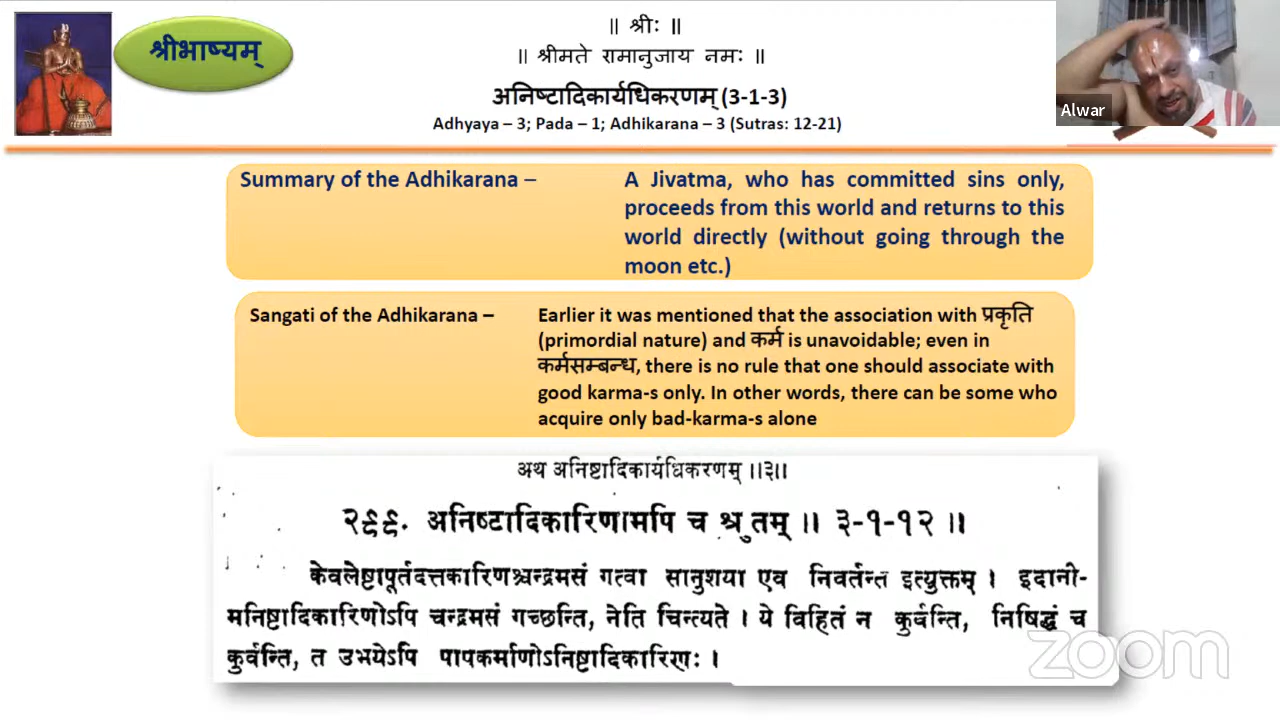 श्रीभाष्यम्
॥ श्रीः ॥
॥ श्रीमते रामानुजाय नमः ॥
अनिष्टादिकार्यधिकरणम् (3-1-3)
Adhyaya – 3; Pada – 1; Adhikarana – 3 (Sutras: 12-21)
Alwar
Summary of the Adhikarana –
A Jivatma, who has committed sins only,
proceeds from this world and returns to this
world directly (without going through the
moon etc.)
Sangati of the Adhikarana –
Earlier it was mentioned that the association with प्रकृति
(primordial nature) and कर्म is unavoidable; even in
कर्मसम्बन्ध, there is no rule that one should associate with
good karma-s only. In other words, there can be some who
acquire only bad-karma-s alone
अथ अनिष्टादिकार्यधिकरणम् ॥३॥
२९९. अनिष्टादिकारिणामपि च श्रुतम् ॥ ३-१-१२ ॥
केवलेष्टापूर्तदत्तकारिणश्चन्द्रमसं गत्वा सानुशया एव निवर्तन्त इत्युक्तम् । इदानी-
मनिष्टादिकारिणोऽपि चन्द्रमसं गच्छन्ति, नेति चिन्त्यते । ये विहितं न कुर्वन्ति, निषिद्धं च
कुर्वन्ति, त उभयेऽपि पापकर्माणोऽनिष्टादिकारिणः ।
zoom